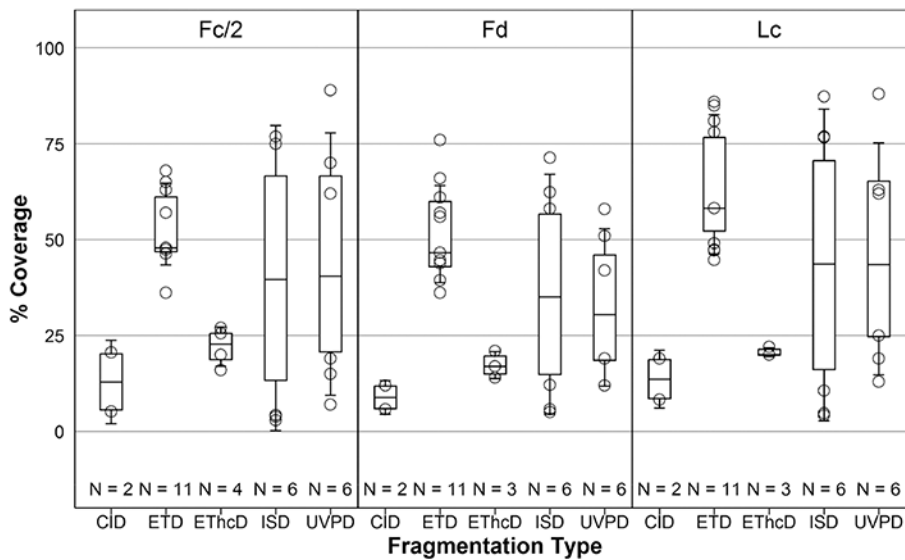 Fc/2 Fd Lc
100
75
50
25
0
% Coverage
N = 2 N = 11 N = 4 N = 6 N = 6 N = 2 N = 11 N = 3 N = 6 N = 6 N = 2 N = 11 N = 3 N = 6 N = 6
CID ETD EThcD ISD UVPD CID ETD EThcD ISD UVPD CID ETD EThcD ISD UVPD
Fragmentation Type